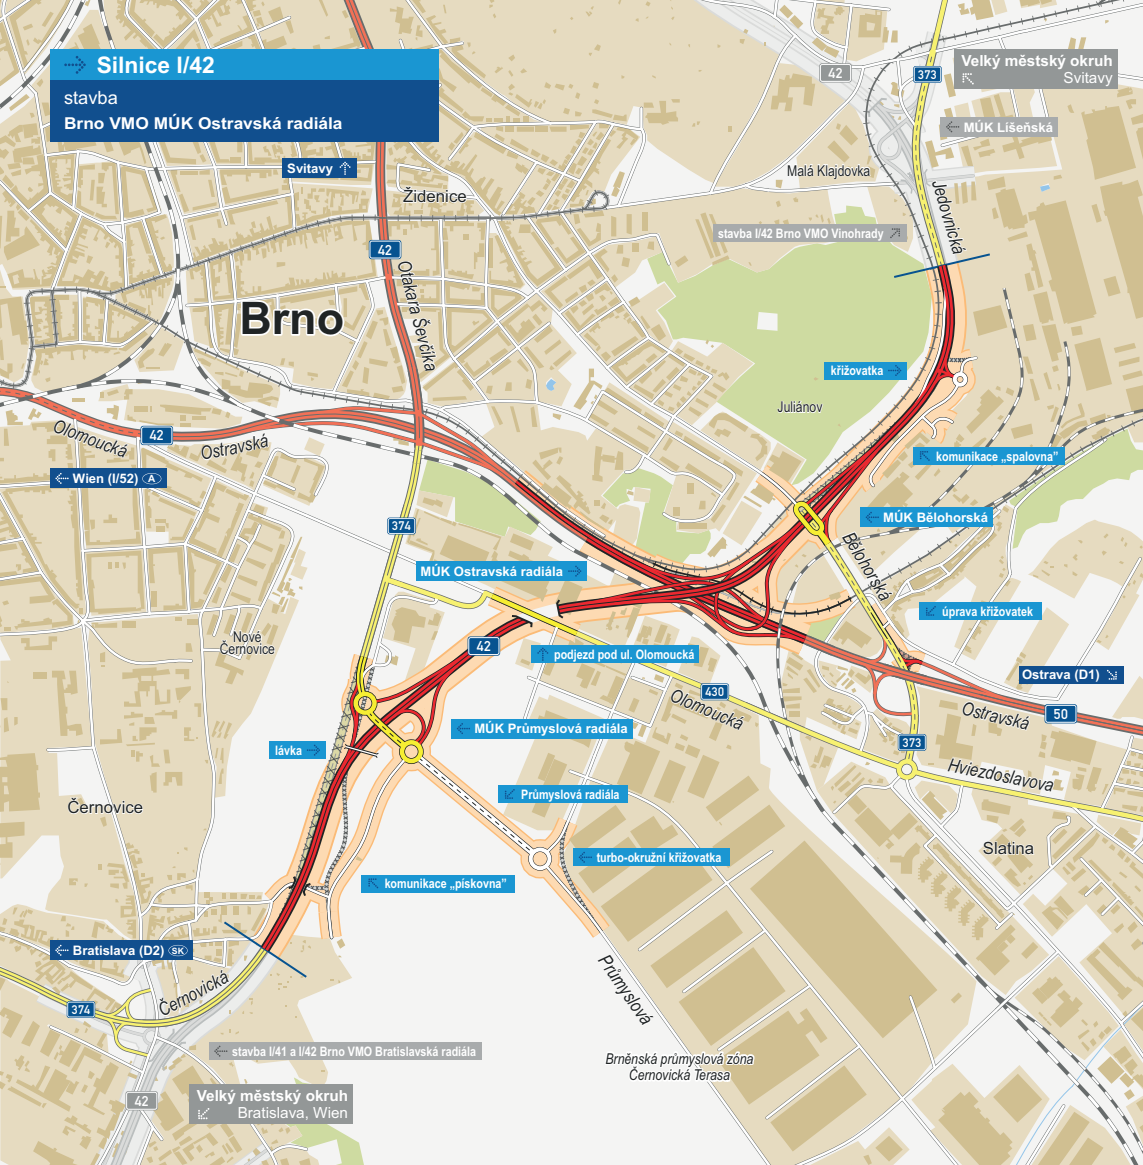 Silnice I/42
stavba
Brno VMO MÚK Ostravská radiála
Velký městský okruh
Svitavy
42
373
MÚK Líšeňská
Svitavy
Židenice
Malá Klajdovka
Jedovnická
stavba I/42 Brno VMO Vinohrady
42
Otakara Ševčíka
Brno
křižovatka
Juliánov
Olomoucká
42
Ostravská
Wien (I/52) A
komunikace „spalovna”
374
MÚK Bělohorská
Bělohorská
MÚK Ostravská radiála
úprava křižovatek
Nové
Černovice
42
podjezd pod ul. Olomoucká
Ostrava (D1)
430
Olomoucká
Ostravská
50
MÚK Průmyslová radiála
lávka
373
Hviezdoslavova
Průmyslová radiála
Černovice
Slatina
turbo-okružní křižovatka
komunikace „pískovna”
Bratislava (D2) SK
Černovická
374
Průmyslová
stavba I/41 a I/42 Brno VMO Bratislavská radiála
Brněnská průmyslová zóna
Černovická Terasa
42
Velký městský okruh
Bratislava, Wien